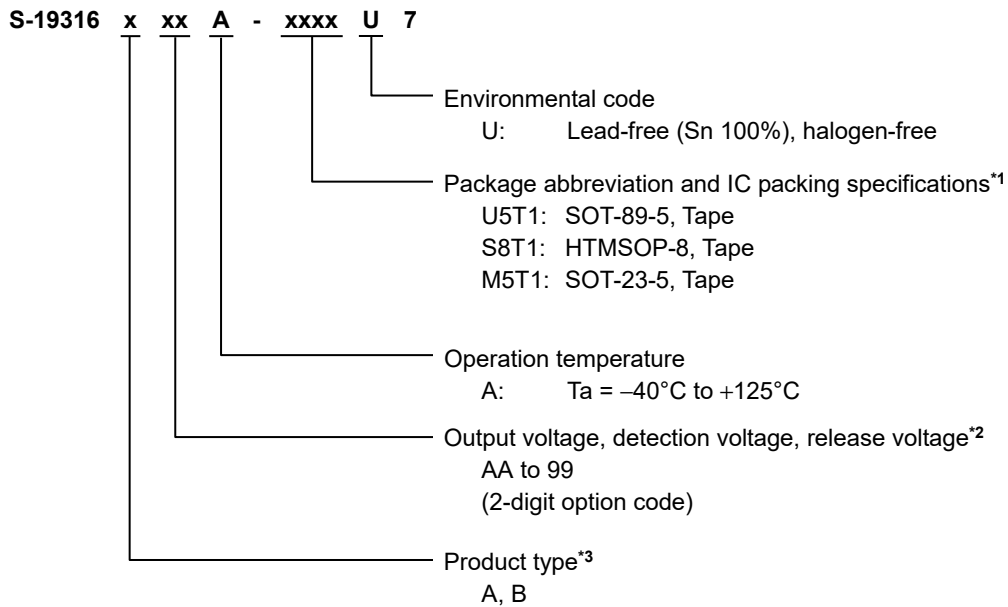 S-19316 x xx A - xxxx U 7
Environmental code
U: Lead-free (Sn 100%), halogen-free
Package abbreviation and IC packing specifications*1
U5T1: SOT-89-5, Tape
S8T1: HTMSOP-8, Tape
M5T1: SOT-23-5, Tape
Operation temperature
A: Ta = −40°C to +125°C
Output voltage, detection voltage, release voltage*2
AA to 99
(2-digit option code)
Product type*3
A, B